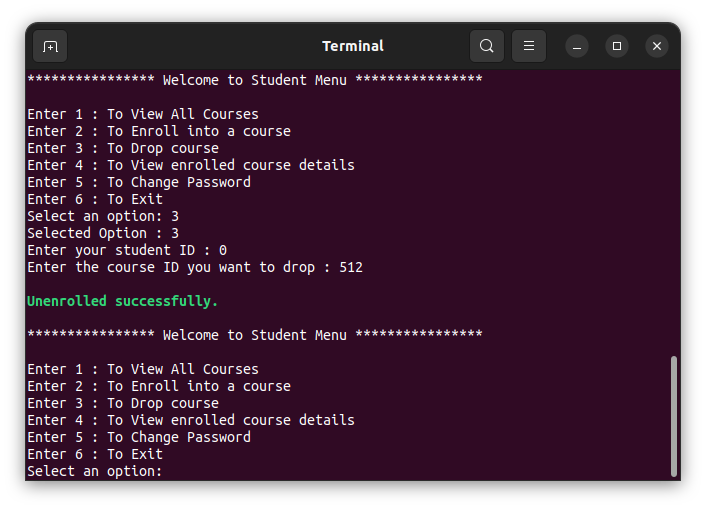 Terminal
**************** Welcome to Student Menu ****************
Enter 1 : To View All Courses
Enter 2 : To Enroll into a course
Enter 3 : To Drop course
Enter 4 : To View enrolled course details
Enter 5 : To Change Password
Enter 6 : To Exit
Select an option: 3
Selected Option : 3
Enter your student ID : 0
Enter the course ID you want to drop : 512
Unenrolled successfully.
**************** Welcome to Student Menu ****************
Enter 1 : To View All Courses
Enter 2 : To Enroll into a course
Enter 3 : To Drop course
Enter 4 : To View enrolled course details
Enter 5 : To Change Password
Enter 6 : To Exit
Select an option: